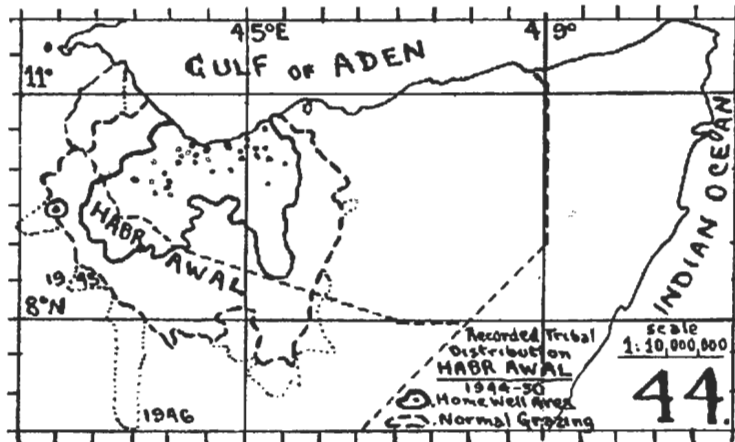 45°E
49°
GULF OF ADEN
11°
INDIAN OCEAN
HABR AWAL
1945
8°N
1946
Recorded Tribal
Distribution
HABR AWAL
1944-50
Home Well Area
Normal Grazing
scale
1:10,000,000
44.